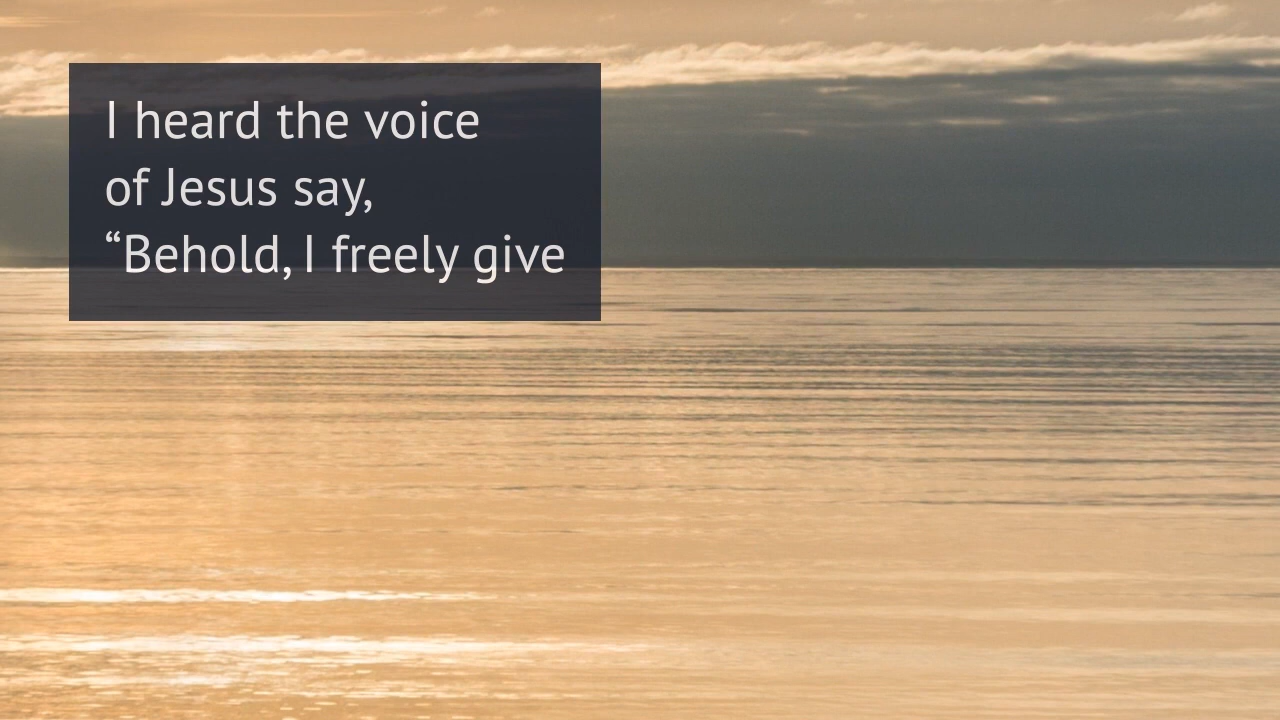 I heard the voice
of Jesus say,
“Behold, I freely give